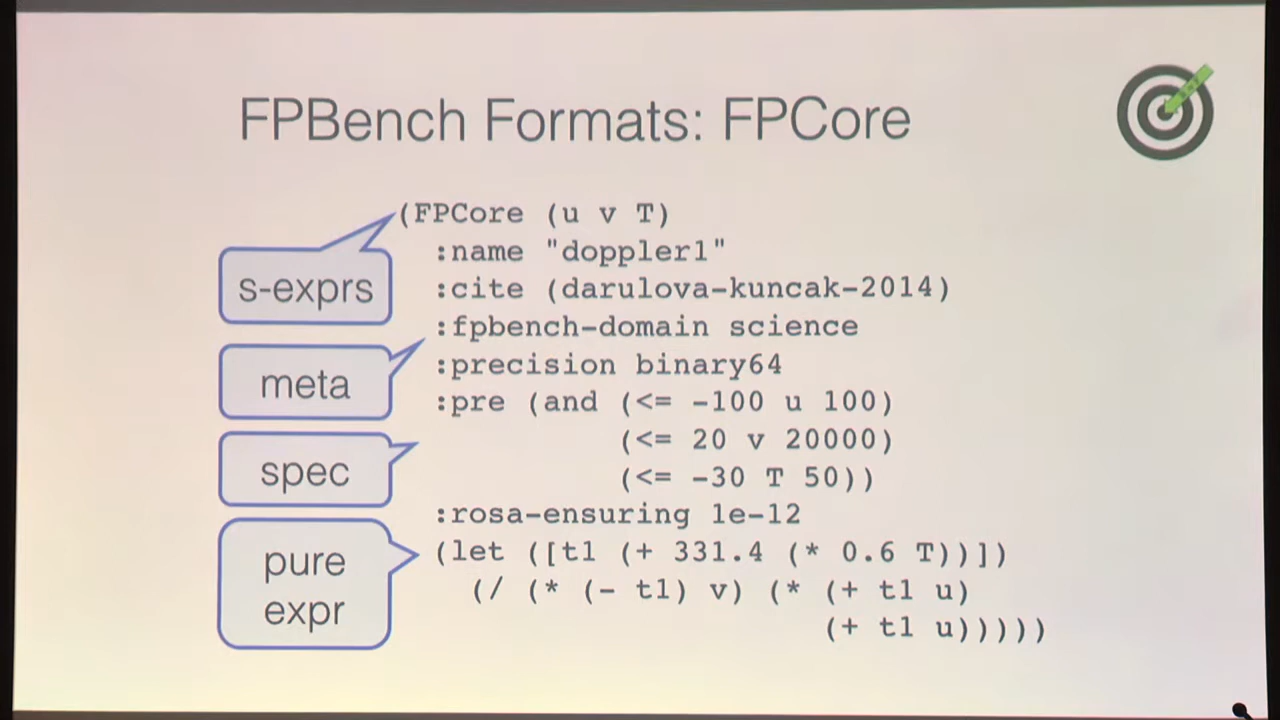 FPBench Formats: FPCore
(FPCore (u v T)
:name "doppler1"
s-exprs
:cite (darulova-kuncak-2014)
:fpbench-domain science
meta
:precision binary64
:pre (and (<= -100 u 100)
(<= 20 v 20000)
spec
(<= -30 T 50))
:rosa-ensuring 1e-12
pure
expr
(let ([t1 (+ 331.4 (* 0.6 T))])
(/ (* (- t1) v) (* (+ t1 u)
(+ t1 u)))))